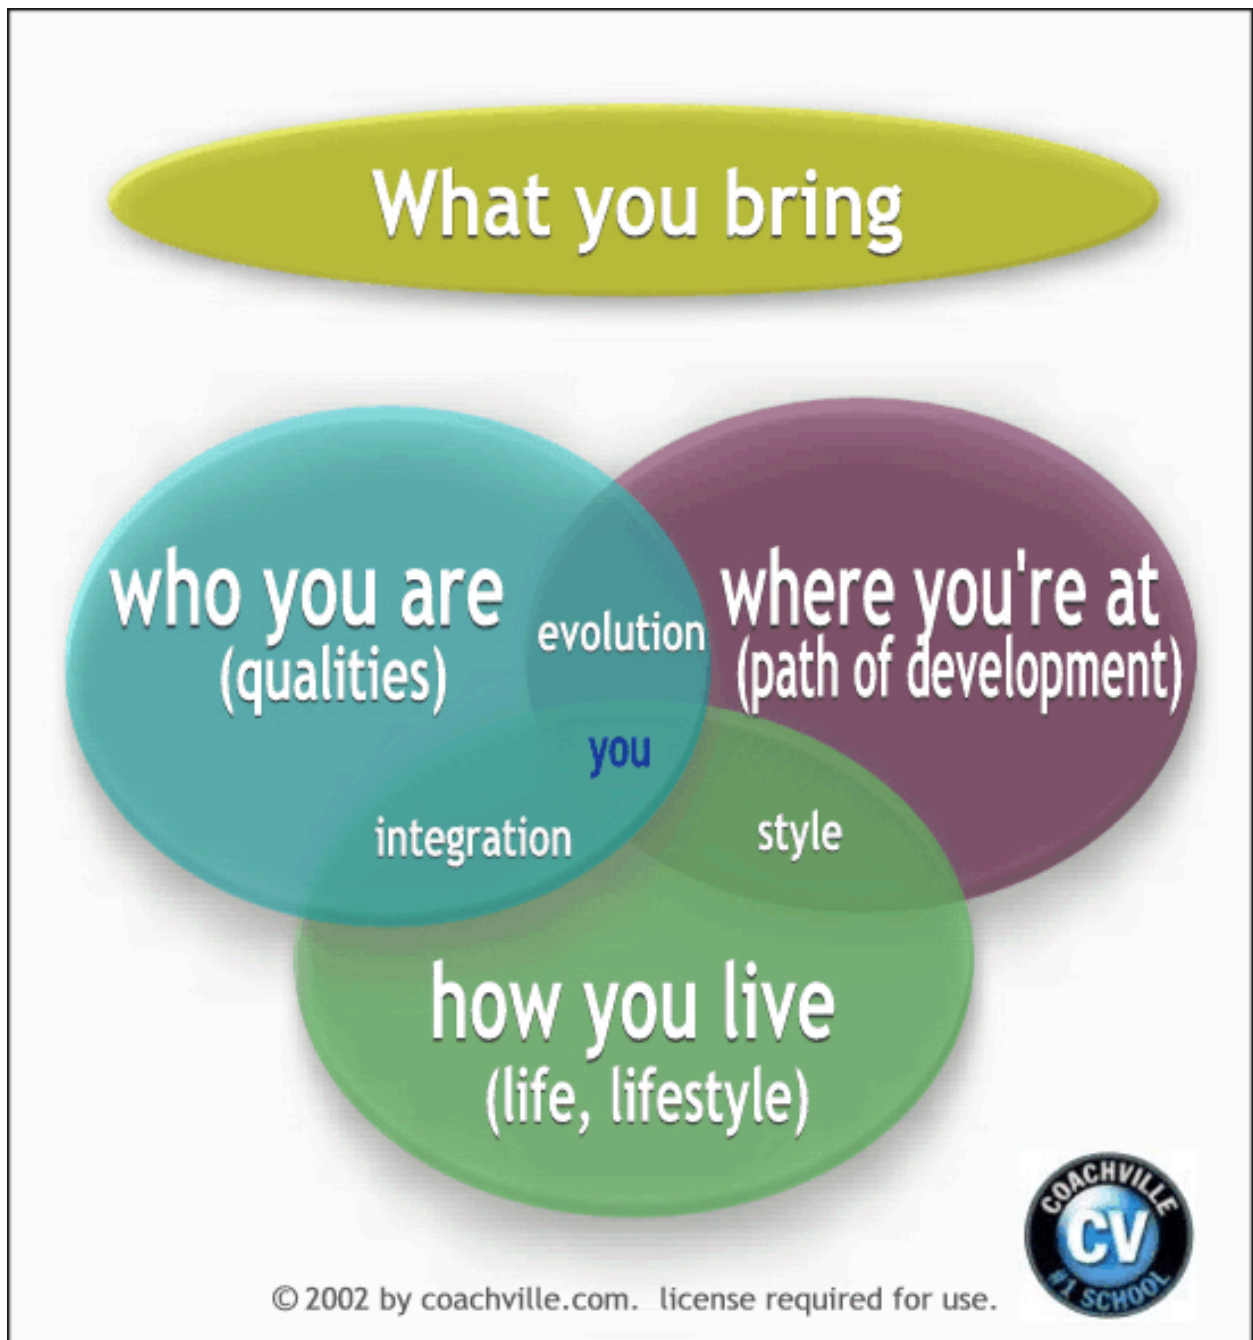 What you bring
who you are
(qualities)
evolution
where you're at
(path of development)
you
integration
style
how you live
(life, lifestyle)
COACHVILLE
CV
#1 SCHOOL
© 2002 by coachville.com. license required for use.